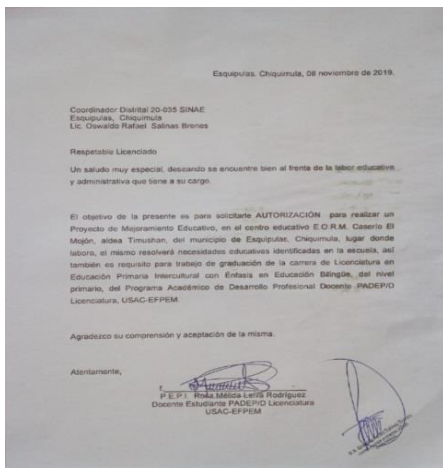 Esquipulas, Chiquimula, 08 noviembre de 2019.
Coordinador Distrital 20-035 SINAE
Esquipulas, Chiquimula
Lic. Oswaldo Rafael Salinas Brenes
Respetable Licenciado
Un saludo muy especial, deseando se encuentre bien al frente de la labor educativa
y administrativa que tiene a su cargo.
El objetivo de la presente es para solicitarle AUTORIZACIÓN para realizar un
Proyecto de Mejoramiento Educativo, en el centro educativo E.O.R.M. Caserío El
Mojón, aldea Timushan, del municipio de Esquipulas, Chiquimula, lugar donde
laboro, el mismo resolverá necesidades educativas identificadas en la escuela, así
también es requisito para trabajo de graduación de la carrera de Licenciatura en
Educación Primaria Intercultural con Énfasis en Educación Bilingüe, del nivel
primario, del Programa Académico de Desarrollo Profesional Docente PADEP/D
Licenciatura, USAC-EFPEM.
Agradezco su comprensión y aceptación de la misma.
Atentamente,
f.
P.E.P.I. Rosa Mélida Leiva Rodríguez
Docente Estudiante PADEP/D Licenciatura
USAC-EFPEM